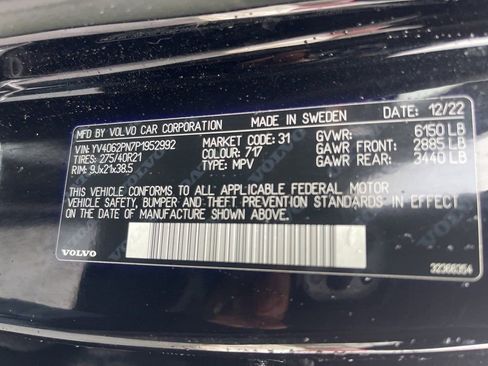 MFD BY VOLVO CAR CORPORATION MADE IN SWEDEN DATE: 12/22
VIN: YV4062PN7P1952992 MARKET CODE: 31 GVWR: 6150 LB
TIRES: 275/40R21 COLOUR: 717 GAWR FRONT: 2885 LB
RIM: 9Jx21x38.5 TYPE: MPV GAWR REAR: 3440 LB
THIS VEHICLE CONFORMS TO ALL APPLICABLE FEDERAL MOTOR
VEHICLE SAFETY, BUMPER AND THEFT PREVENTION STANDARDS IN EFFECT
ON THE DATE OF MANUFACTURE SHOWN ABOVE.
VOLVO 32366354